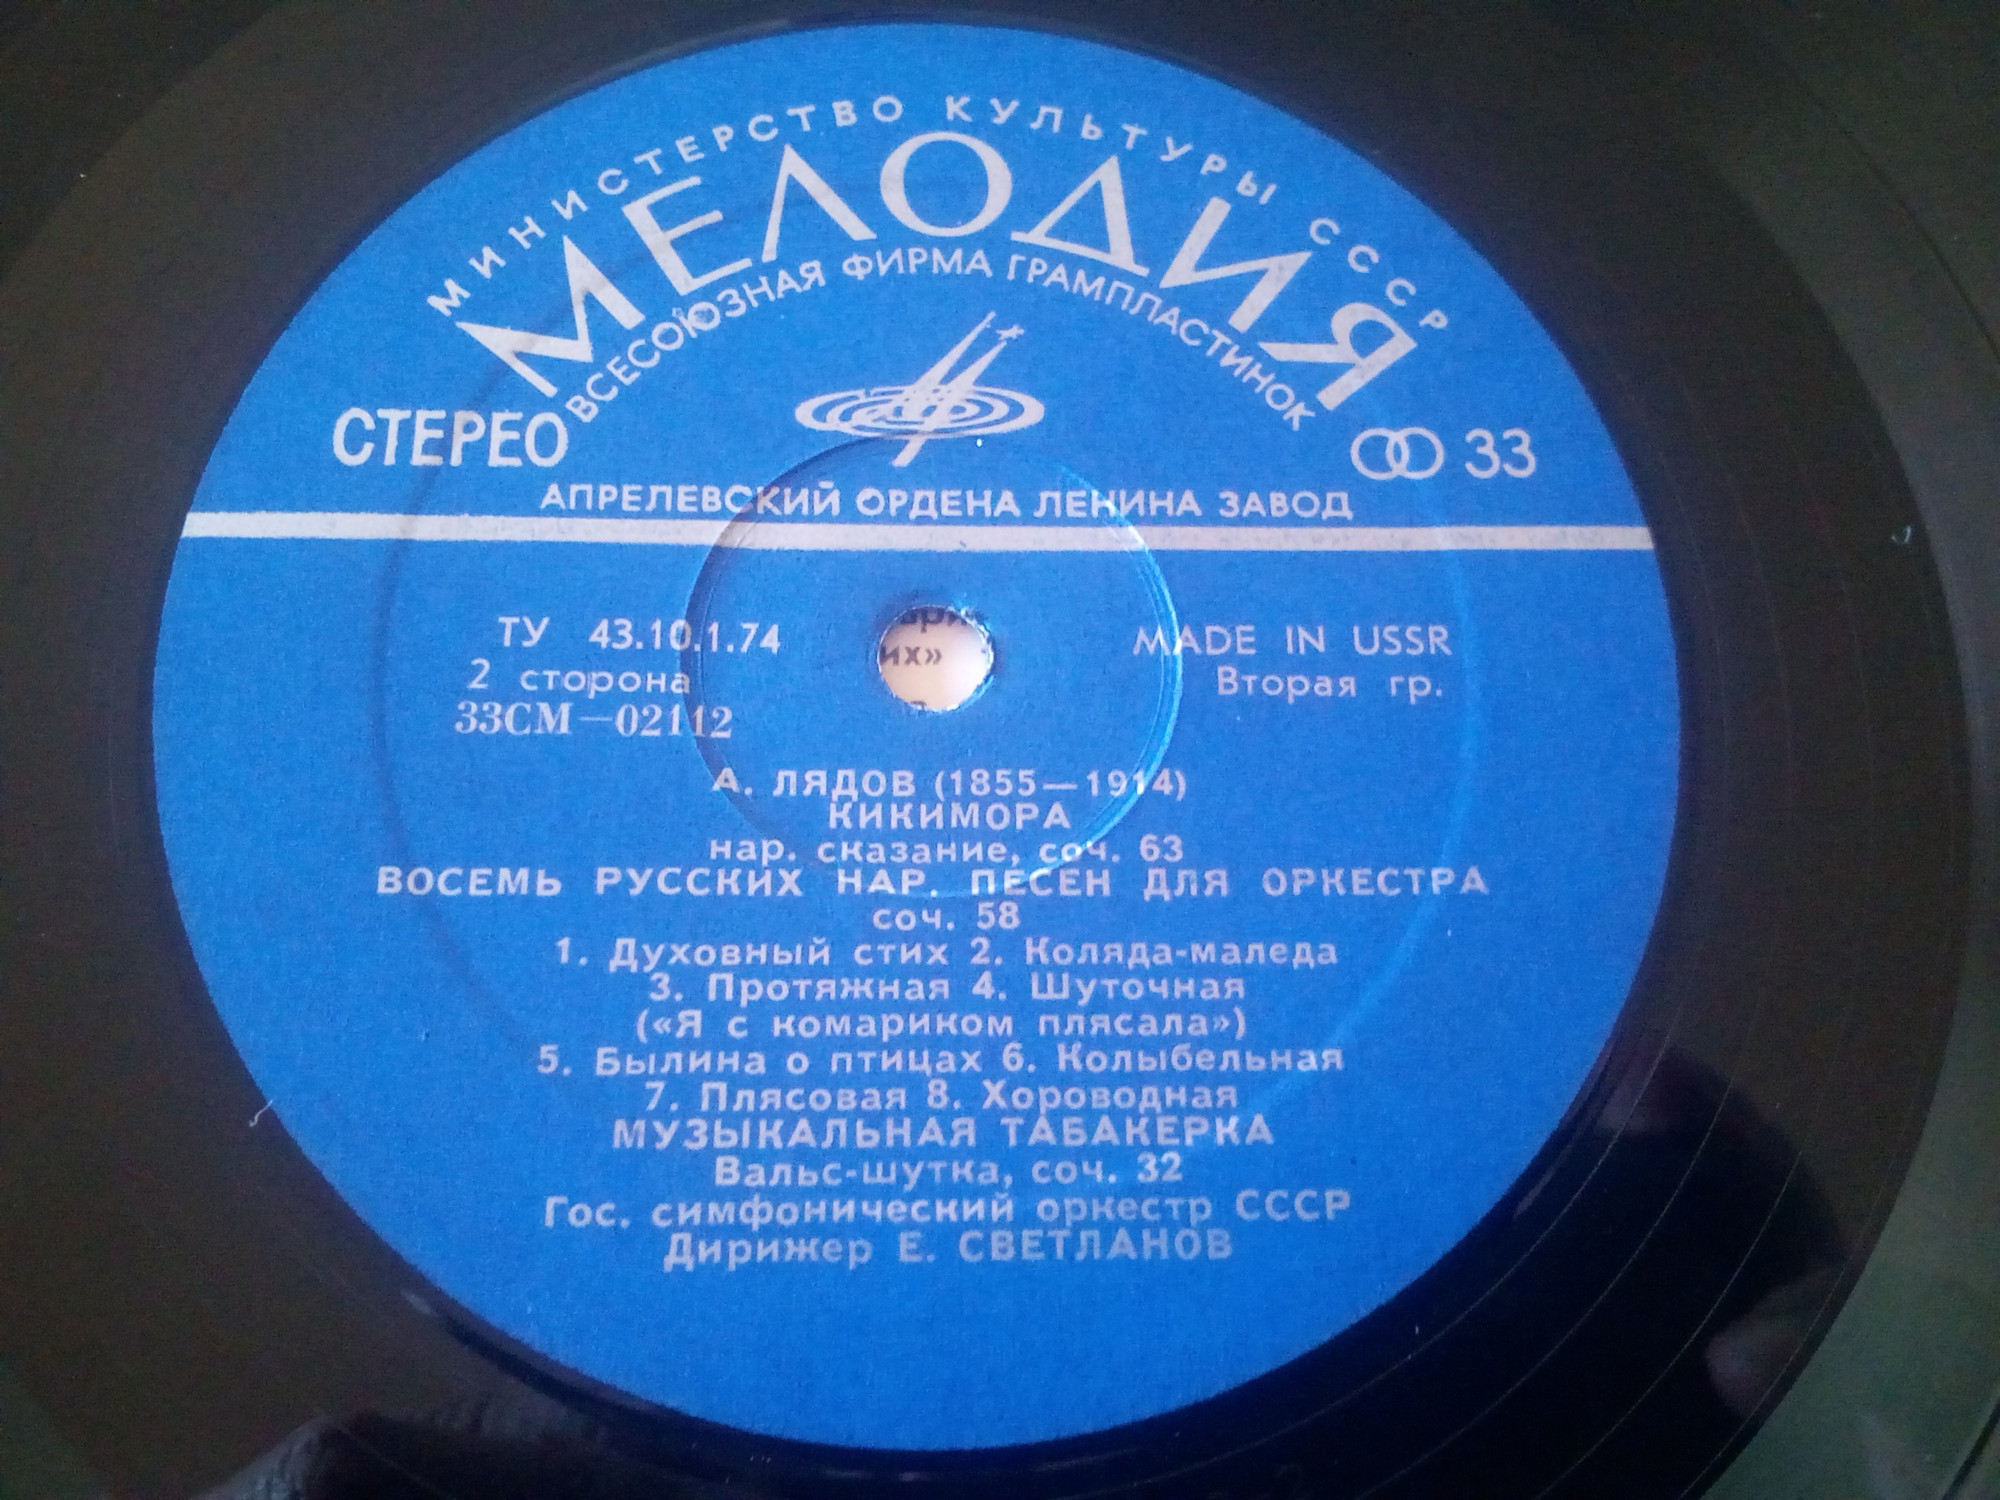 МИНИСТЕРСТВО КУЛЬТУРЫ СССР
МЕЛОДИЯ
ВСЕСОЮЗНАЯ ФИРМА ГРАМПЛАСТИНОК
СТЕРЕО
33
АПРЕЛЕВСКИЙ ОРДЕНА ЛЕНИНА ЗАВОД
ТУ 43.10.1.74
MADE IN USSR
2 сторона
Вторая гр.
33СМ—02112
их»
А. ЛЯДОВ (1855—1914)
КИКИМОРА
нар. сказание, соч. 63
ВОСЕМЬ РУССКИХ НАР. ПЕСЕН ДЛЯ ОРКЕСТРА
соч. 58
1. Духовный стих 2. Коляда-маледа
3. Протяжная 4. Шуточная
(«Я с комариком плясала»)
5. Былина о птицах 6. Колыбельная
7. Плясовая 8. Хороводная
МУЗЫКАЛЬНАЯ ТАБАКЕРКА
Вальс-шутка, соч. 32
Гос. симфонический оркестр СССР
Дирижер Е. СВЕТЛАНОВ